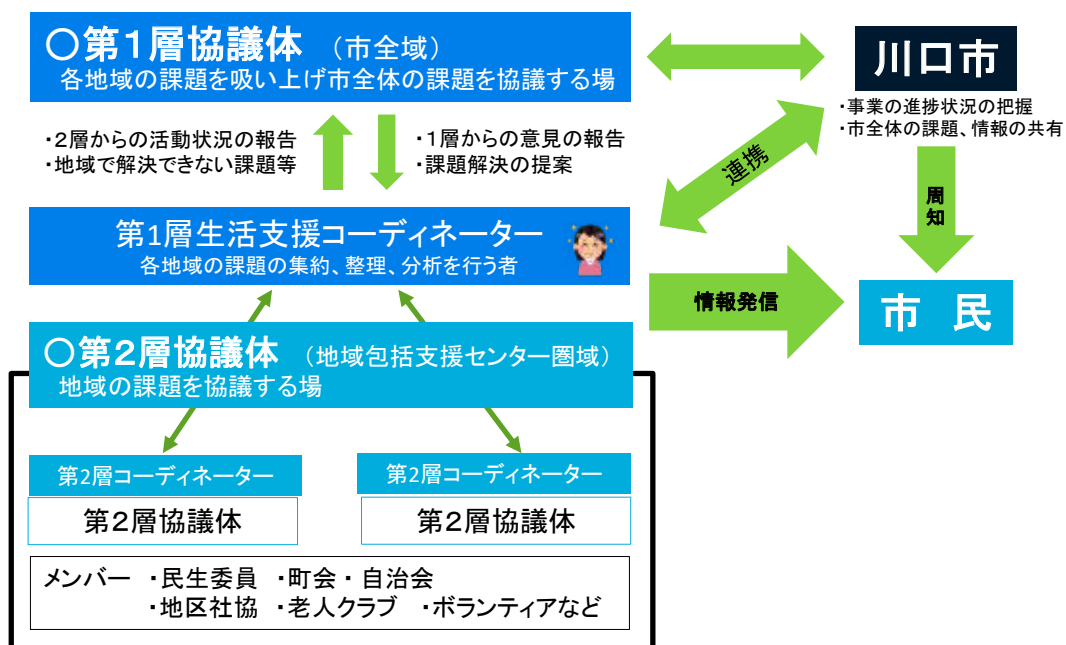 〇第１層協議体　（市全域）
各地域の課題を吸い上げ市全体の課題を協議する場
川口市
・事業の進捗状況の把握
・市全体の課題、情報の共有
・２層からの活動状況の報告
・地域で解決できない課題等
・１層からの意見の報告
・課題解決の提案
連携
周知
第1層生活支援コーディネーター
各地域の課題の集約、整理、分析を行う者
情報発信
市　民
〇第２層協議体　（地域包括支援センター圏域）
地域の課題を協議する場
第2層コーディネーター
第２層協議体
第2層コーディネーター
第２層協議体
メンバー　・民生委員　・町会・自治会
・地区社協　・老人クラブ　・ボランティアなど